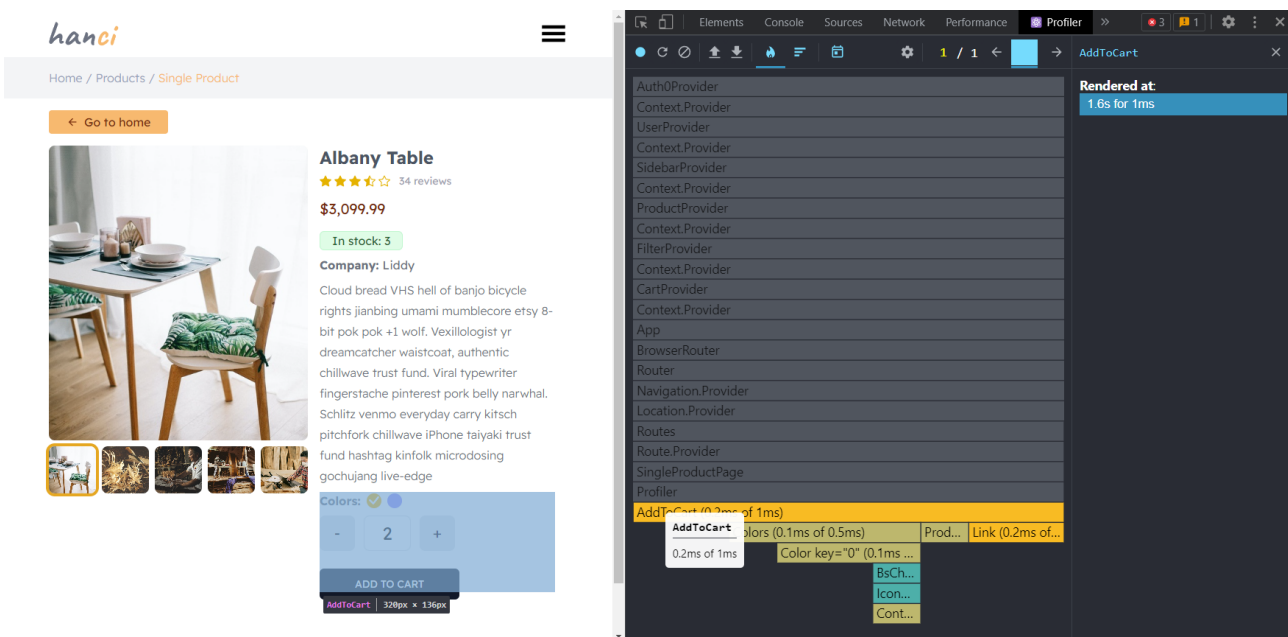 hanci
Home / Products / Single Product
← Go to home
Albany Table
34 reviews
$3,099.99
In stock: 3
Company: Liddy
Cloud bread VHS hell of banjo bicycle
rights jianbing umami mumblecore etsy 8-
bit pok pok +1 wolf. Vexillologist yr
dreamcatcher waistcoat, authentic
chillwave trust fund. Viral typewriter
fingerstache pinterest pork belly narwhal.
Schlitz venmo everyday carry kitsch
pitchfork chillwave iPhone taiyaki trust
fund hashtag kinfolk microdosing
gochujang live-edge
Colors:
- 2 +
ADD TO CART
AddToCart 320px × 136px
Elements Console Sources Network Performance Profiler » 3 1
1 / 1
Auth0Provider
Context.Provider
UserProvider
Context.Provider
SidebarProvider
Context.Provider
ProductProvider
Context.Provider
FilterProvider
Context.Provider
CartProvider
Context.Provider
App
BrowserRouter
Router
Navigation.Provider
Location.Provider
Routes
Route.Provider
SingleProductPage
Profiler
AddToCart (0.2ms of 1ms)
olors (0.1ms of 0.5ms) Prod... Link (0.2ms of...
Color key="0" (0.1ms ...
BsCh...
Icon...
Cont...
AddToCart
0.2ms of 1ms
AddToCart
Rendered at:
1.6s for 1ms